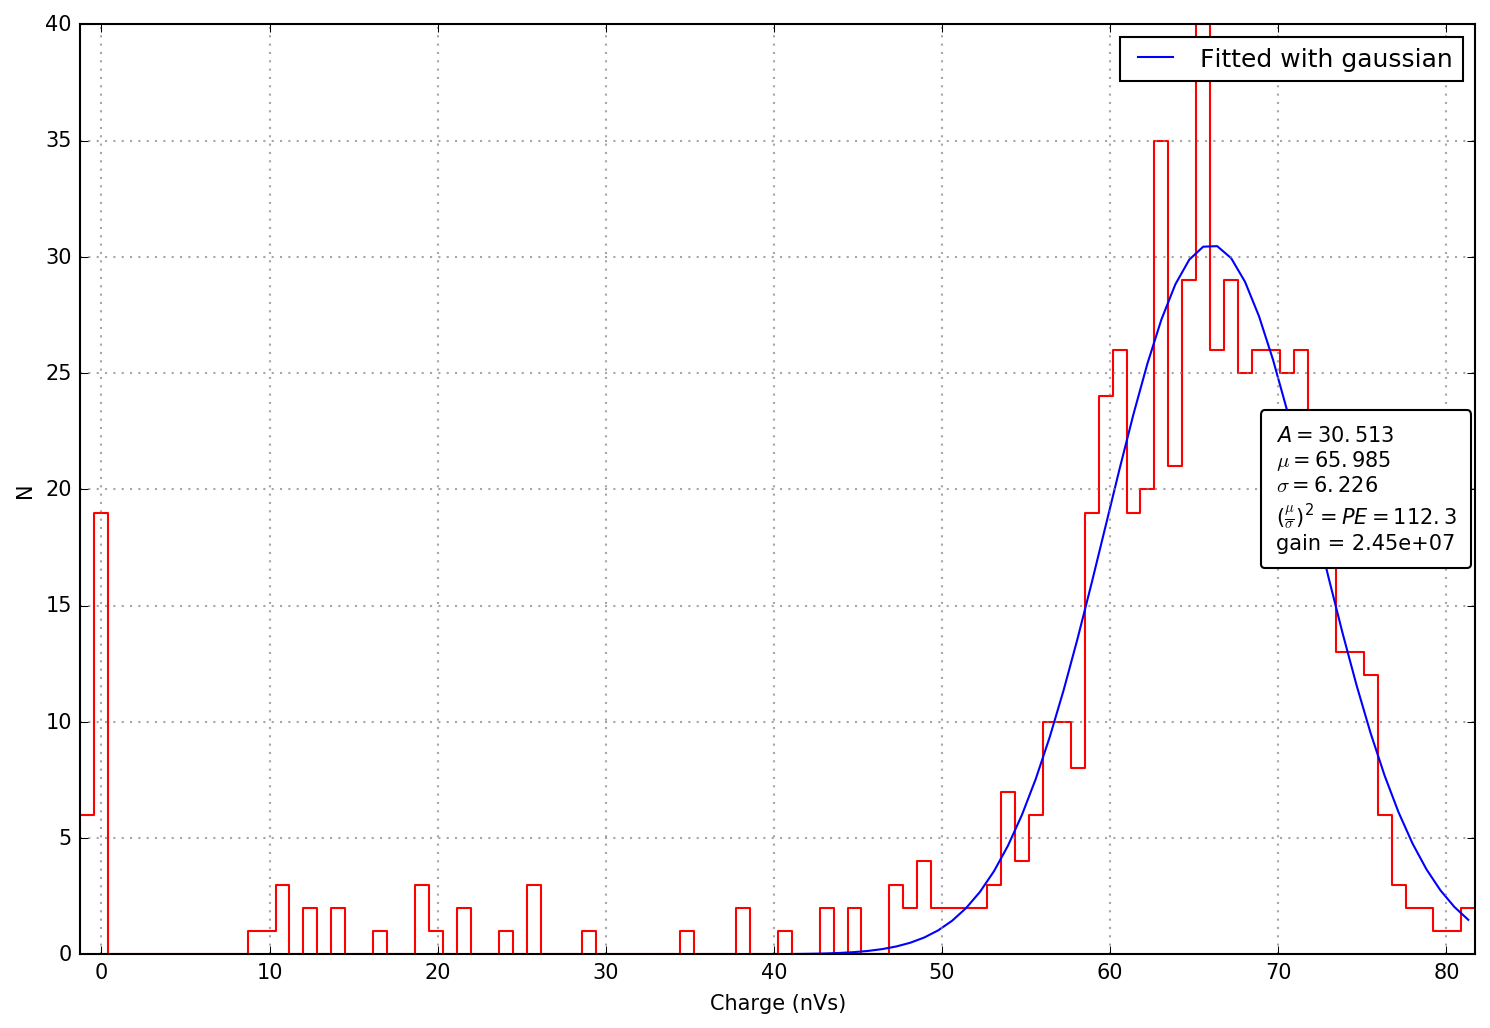 40
35
30
25
20
15
10
5
0
N
Fitted with gaussian
A = 30.513
μ = 65.985
σ = 6.226
(μ/σ)² = PE = 112.3
gain = 2.45e+07
0 10 20 30 40 50 60 70 80
Charge (nVs)